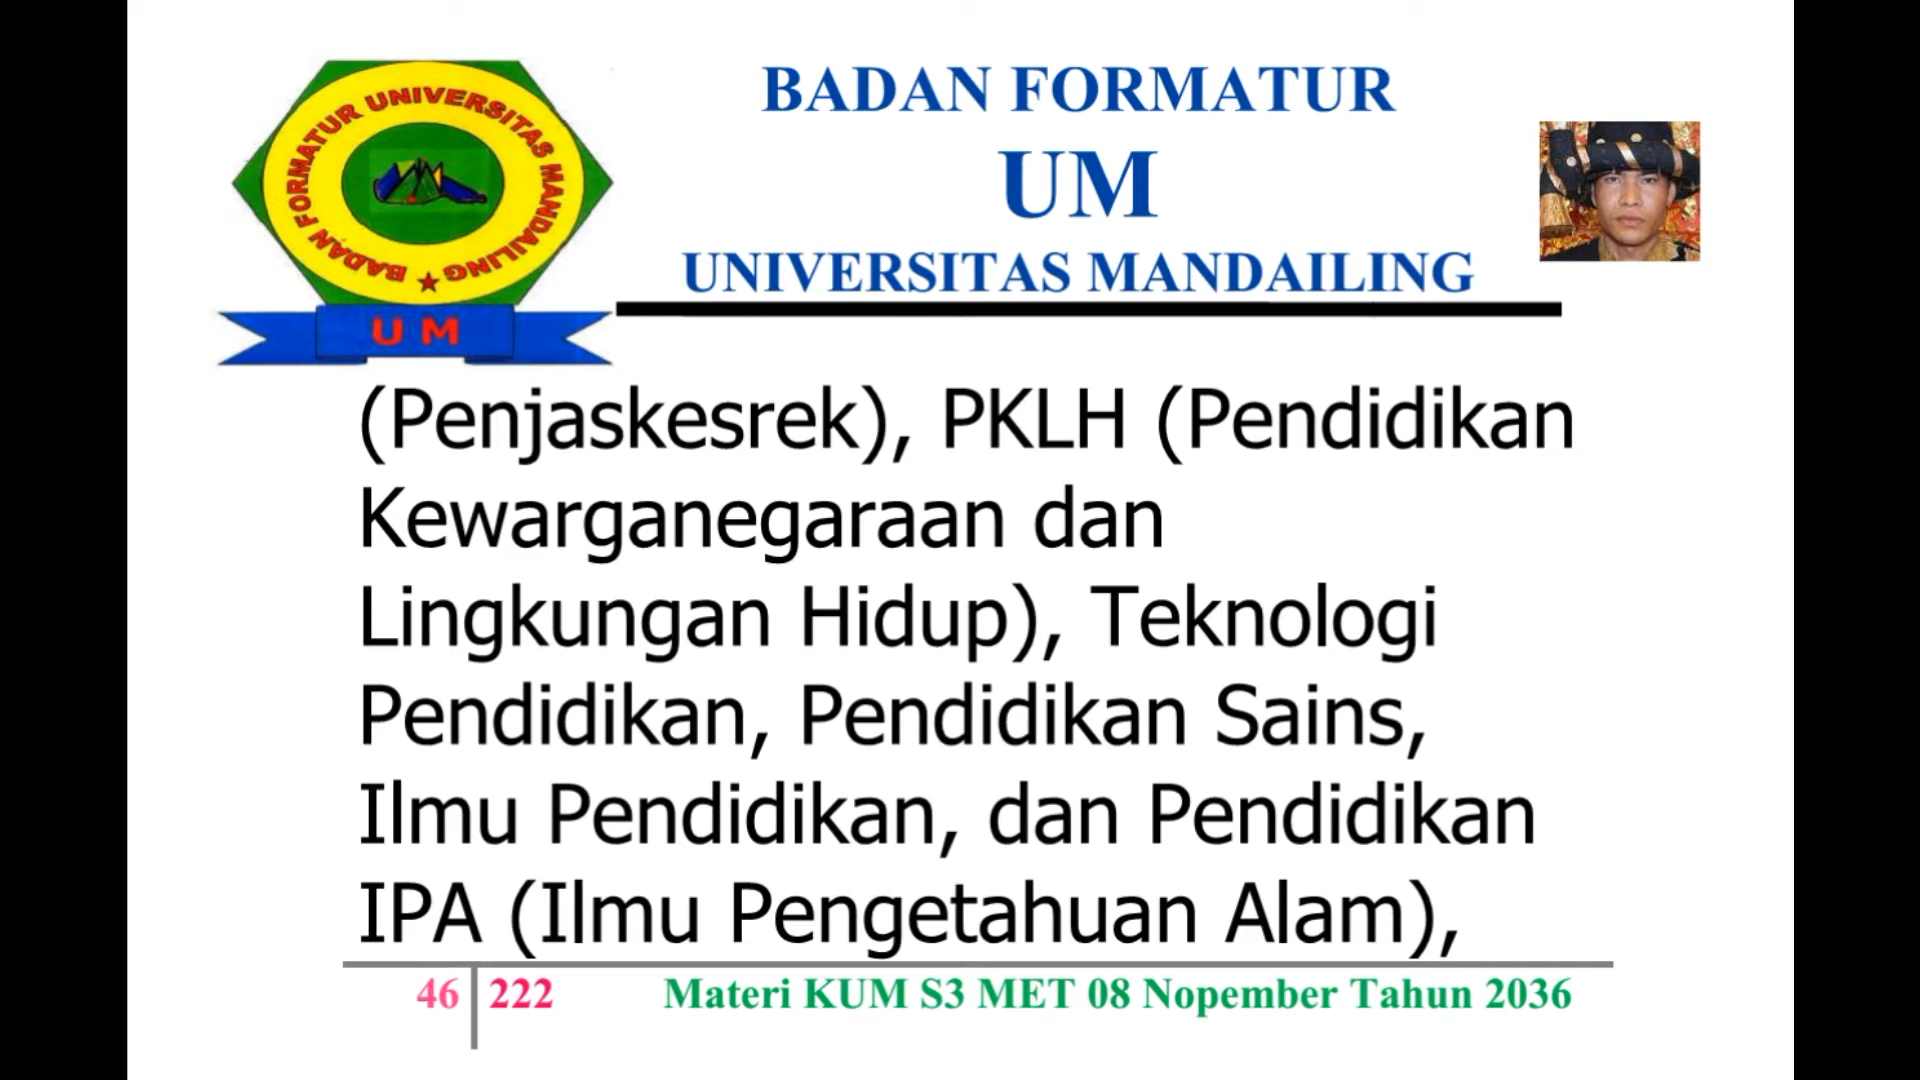 BADAN FORMATUR UNIVERSITAS MANDAILING
U M
BADAN FORMATUR
UM
UNIVERSITAS MANDAILING
(Penjaskesrek), PKLH (Pendidikan
Kewarganegaraan dan
Lingkungan Hidup), Teknologi
Pendidikan, Pendidikan Sains,
Ilmu Pendidikan, dan Pendidikan
IPA (Ilmu Pengetahuan Alam),
46 222 Materi KUM S3 MET 08 Nopember Tahun 2036